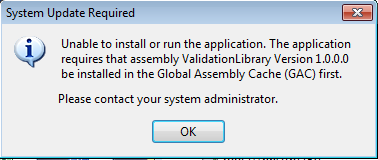 System Update Required
Unable to install or run the application. The application
requires that assembly ValidationLibrary Version 1.0.0.0
be installed in the Global Assembly Cache (GAC) first.
Please contact your system administrator.
OK